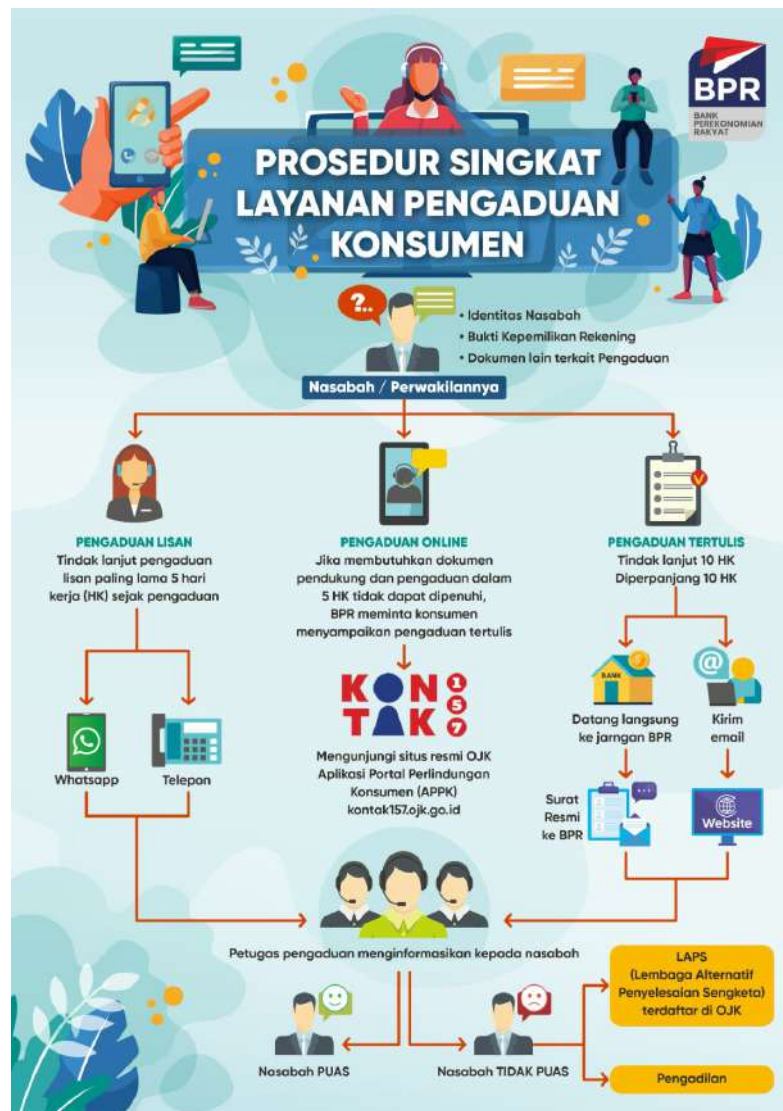 BPR
BANK
PEREKONOMIAN
RAKYAT
PROSEDUR SINGKAT
LAYANAN PENGADUAN
KONSUMEN
?..
• Identitas Nasabah
• Bukti Kepemilikan Rekening
• Dokumen lain terkait Pengaduan
Nasabah / Perwakilannya
PENGADUAN LISAN
Tindak lanjut pengaduan
lisan paling lama 5 hari
kerja (HK) sejak pengaduan
Whatsapp
Telepon
PENGADUAN ONLINE
Jika membutuhkan dokumen
pendukung dan pengaduan dalam
5 HK tidak dapat dipenuhi,
BPR meminta konsumen
menyampaikan pengaduan tertulis
KONTAK 157
Mengunjungi situs resmi OJK
Aplikasi Portal Perlindungan
Konsumen (APPK)
kontak157.ojk.go.id
V
PENGADUAN TERTULIS
Tindak lanjut 10 HK
Diperpanjang 10 HK
BANK
@
Datang langsung
ke jarngan BPR
Kirim
email
Surat
Resmi
ke BPR
Website
Petugas pengaduan menginformasikan kepada nasabah
Nasabah PUAS
Nasabah TIDAK PUAS
LAPS
(Lembaga Alternatif
Penyelesaian Sengketa)
terdaftar di OJK
Pengadilan